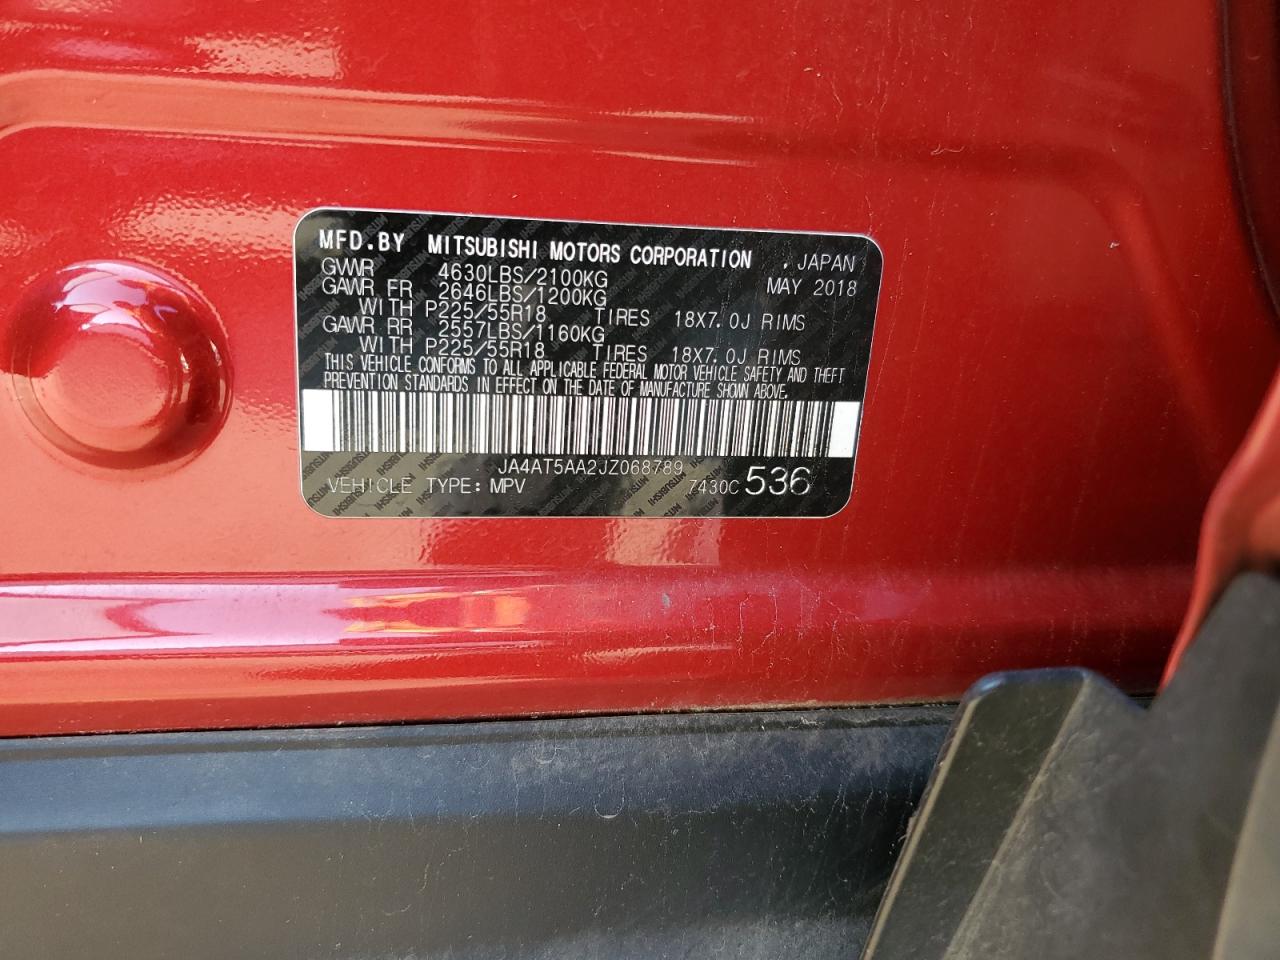 MFD.BY MITSUBISHI MOTORS CORPORATION , JAPAN
GVWR 4630LBS/2100KG MAY 2018
GAWR FR 2646LBS/1200KG
WITH P225/55R18 TIRES 18X7.0J RIMS
GAWR RR 2557LBS/1160KG
WITH P225/55R18 TIRES 18X7.0J RIMS
THIS VEHICLE CONFORMS TO ALL APPLICABLE FEDERAL MOTOR VEHICLE SAFETY AND THEFT
PREVENTION STANDARDS IN EFFECT ON THE DATE OF MANUFACTURE SHOWN ABOVE.
JA4AT5AA2JZ068789
VEHICLE TYPE: MPV 7430C 536